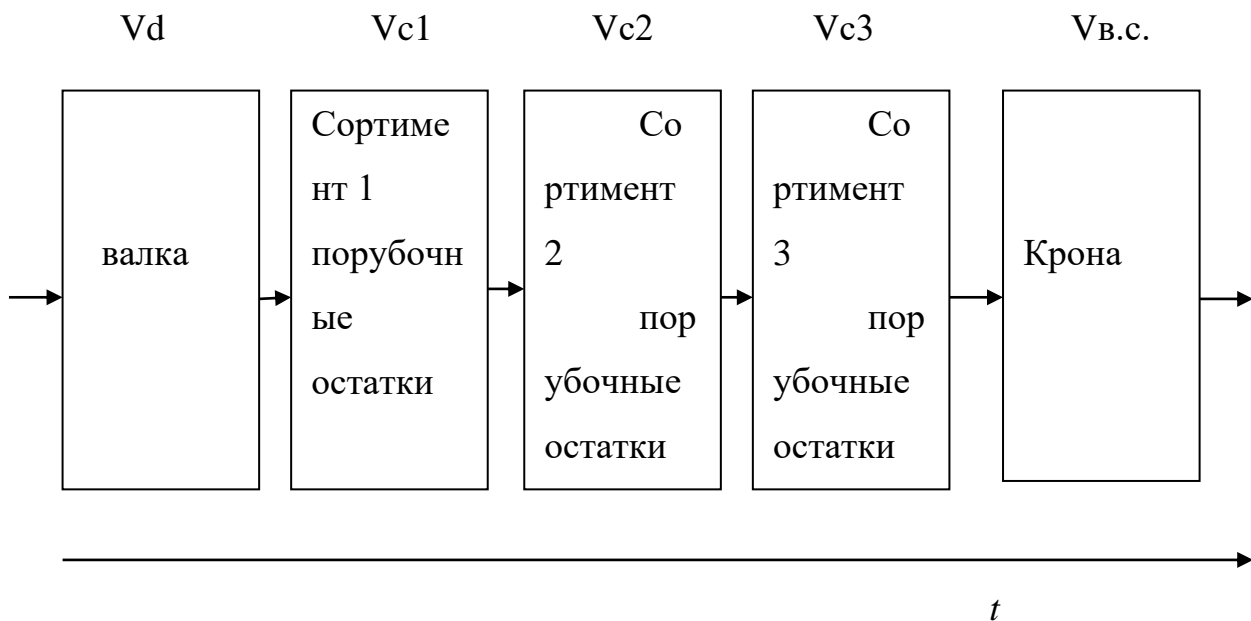 Vd Vc1 Vc2 Vc3 Vв.с.
валка
Сортиме
нт 1
порубочн
ые
остатки
Со
ртимент
2
пор
убочные
остатки
Со
ртимент
3
пор
убочные
остатки
Крона
t